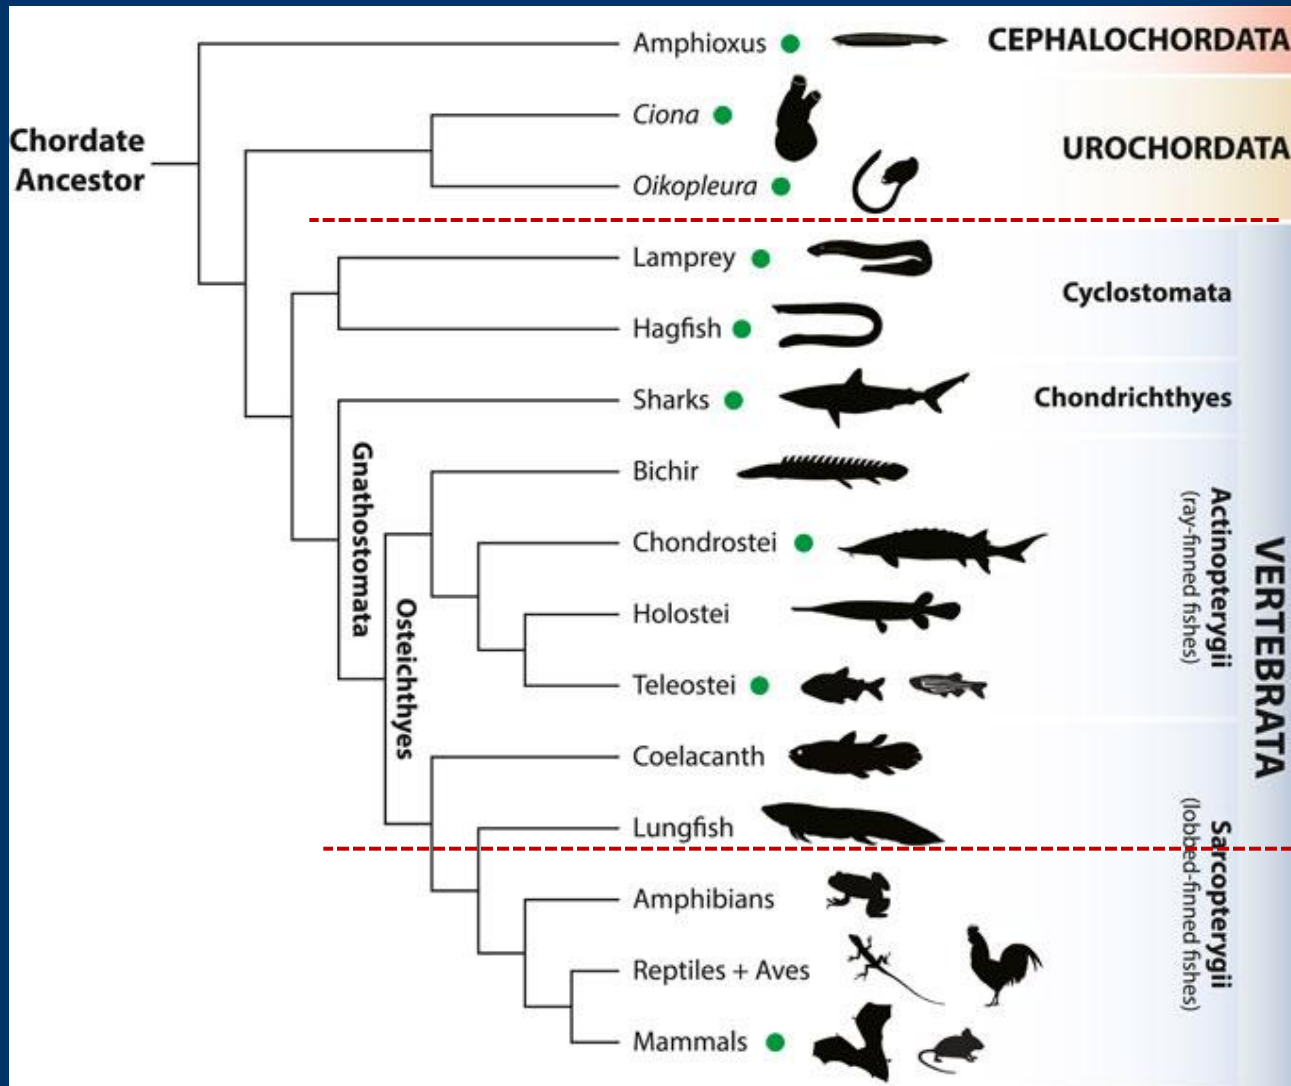 Amphioxus
CEPHALOCHORDATA
Chordate
Ancestor
Ciona
Oikopleura
UROCHORDATA
Lamprey
Hagfish
Cyclostomata
Sharks
Chondrichthyes
Gnathostomata
Osteichthyes
Bichir
Chondrostei
Holostei
Teleostei
Actinopterygii
(ray-finned fishes)
VERTEBRATA
Coelacanth
Lungfish
Amphibians
Reptiles + Aves
Mammals
Sarcopterygii
(lobbed-finned fishes)